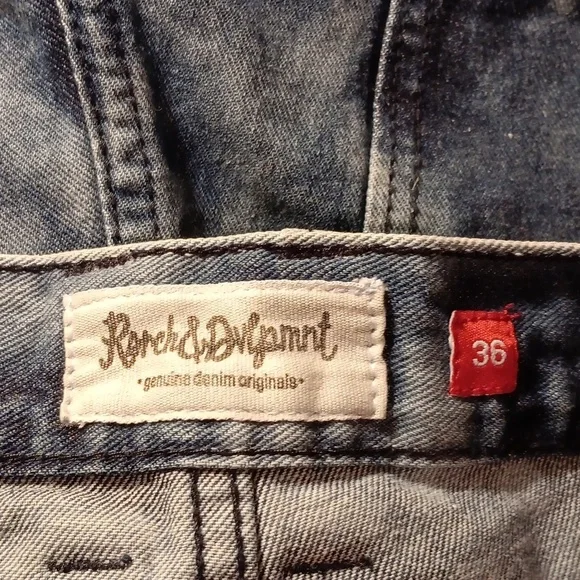 Rsrch&Dvlpmnt
•genuine denim originals•
36